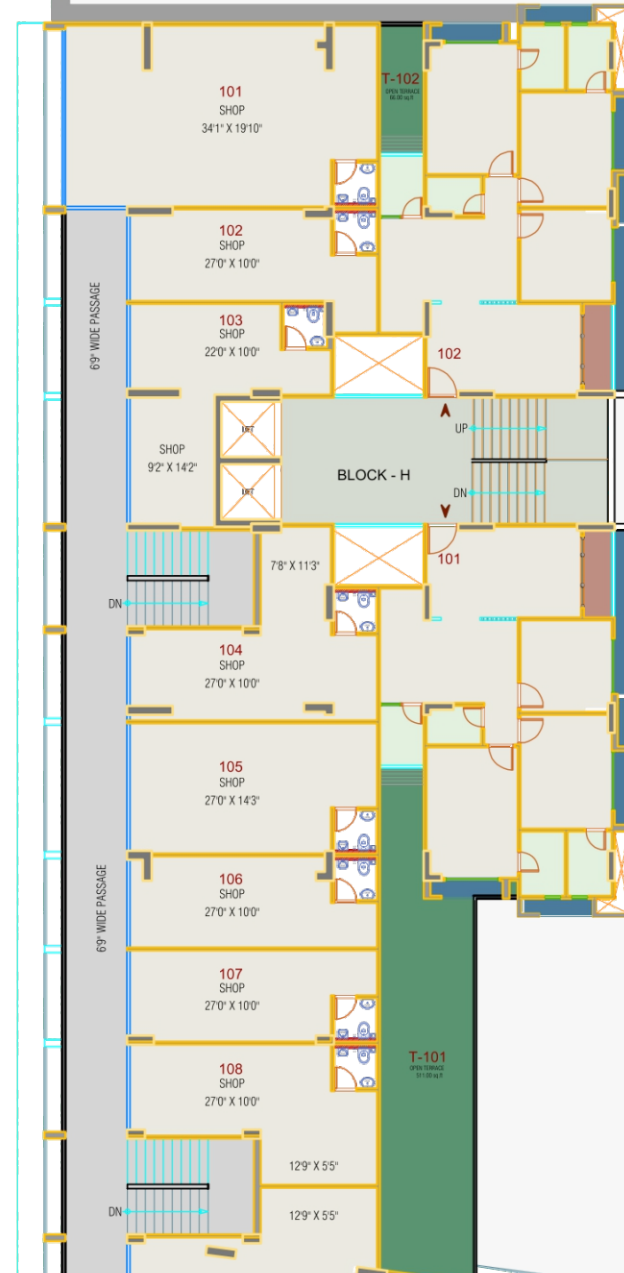 101
SHOP
34'1" X 19'10"
T-102
OPEN TERRACE
102
SHOP
27'0" X 10'0"
6'9" WIDE PASSAGE
103
SHOP
22'0" X 10'0"
102
SHOP
9'2" X 14'2"
LIFT
LIFT
BLOCK - H
UP
DN
7'8" X 11'3"
101
DN
104
SHOP
27'0" X 10'0"
105
SHOP
27'0" X 14'3"
106
SHOP
27'0" X 10'0"
6'9" WIDE PASSAGE
107
SHOP
27'0" X 10'0"
T-101
OPEN TERRACE
108
SHOP
27'0" X 10'0"
12'9" X 5'5"
DN
12'9" X 5'5"